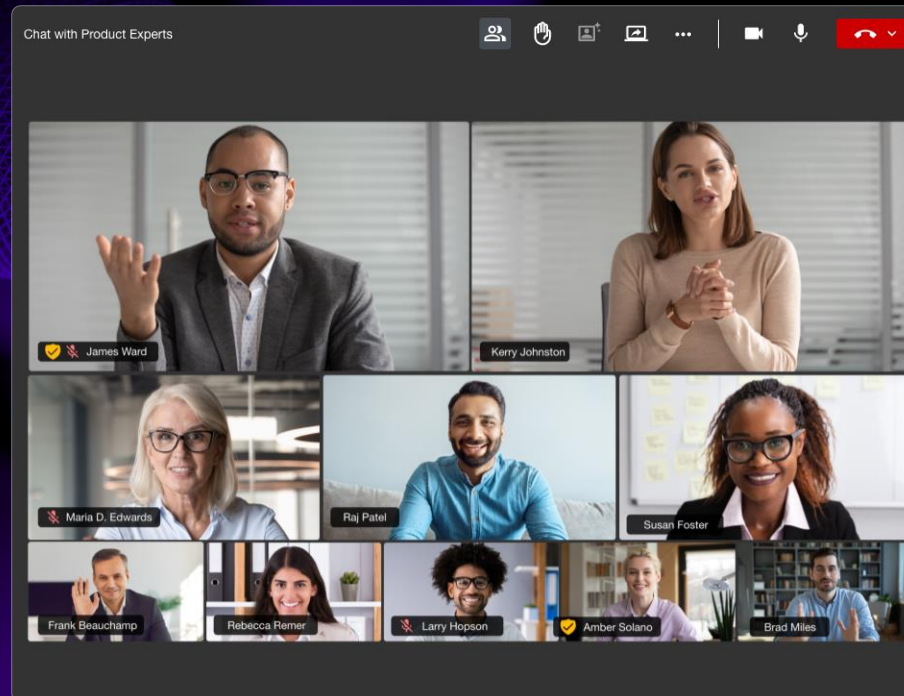 Chat with Product Experts
James Ward
Kerry Johnston
Maria D. Edwards
Raj Patel
Susan Foster
Frank Beauchamp
Rebecca Remer
Larry Hopson
Amber Solano
Brad Miles